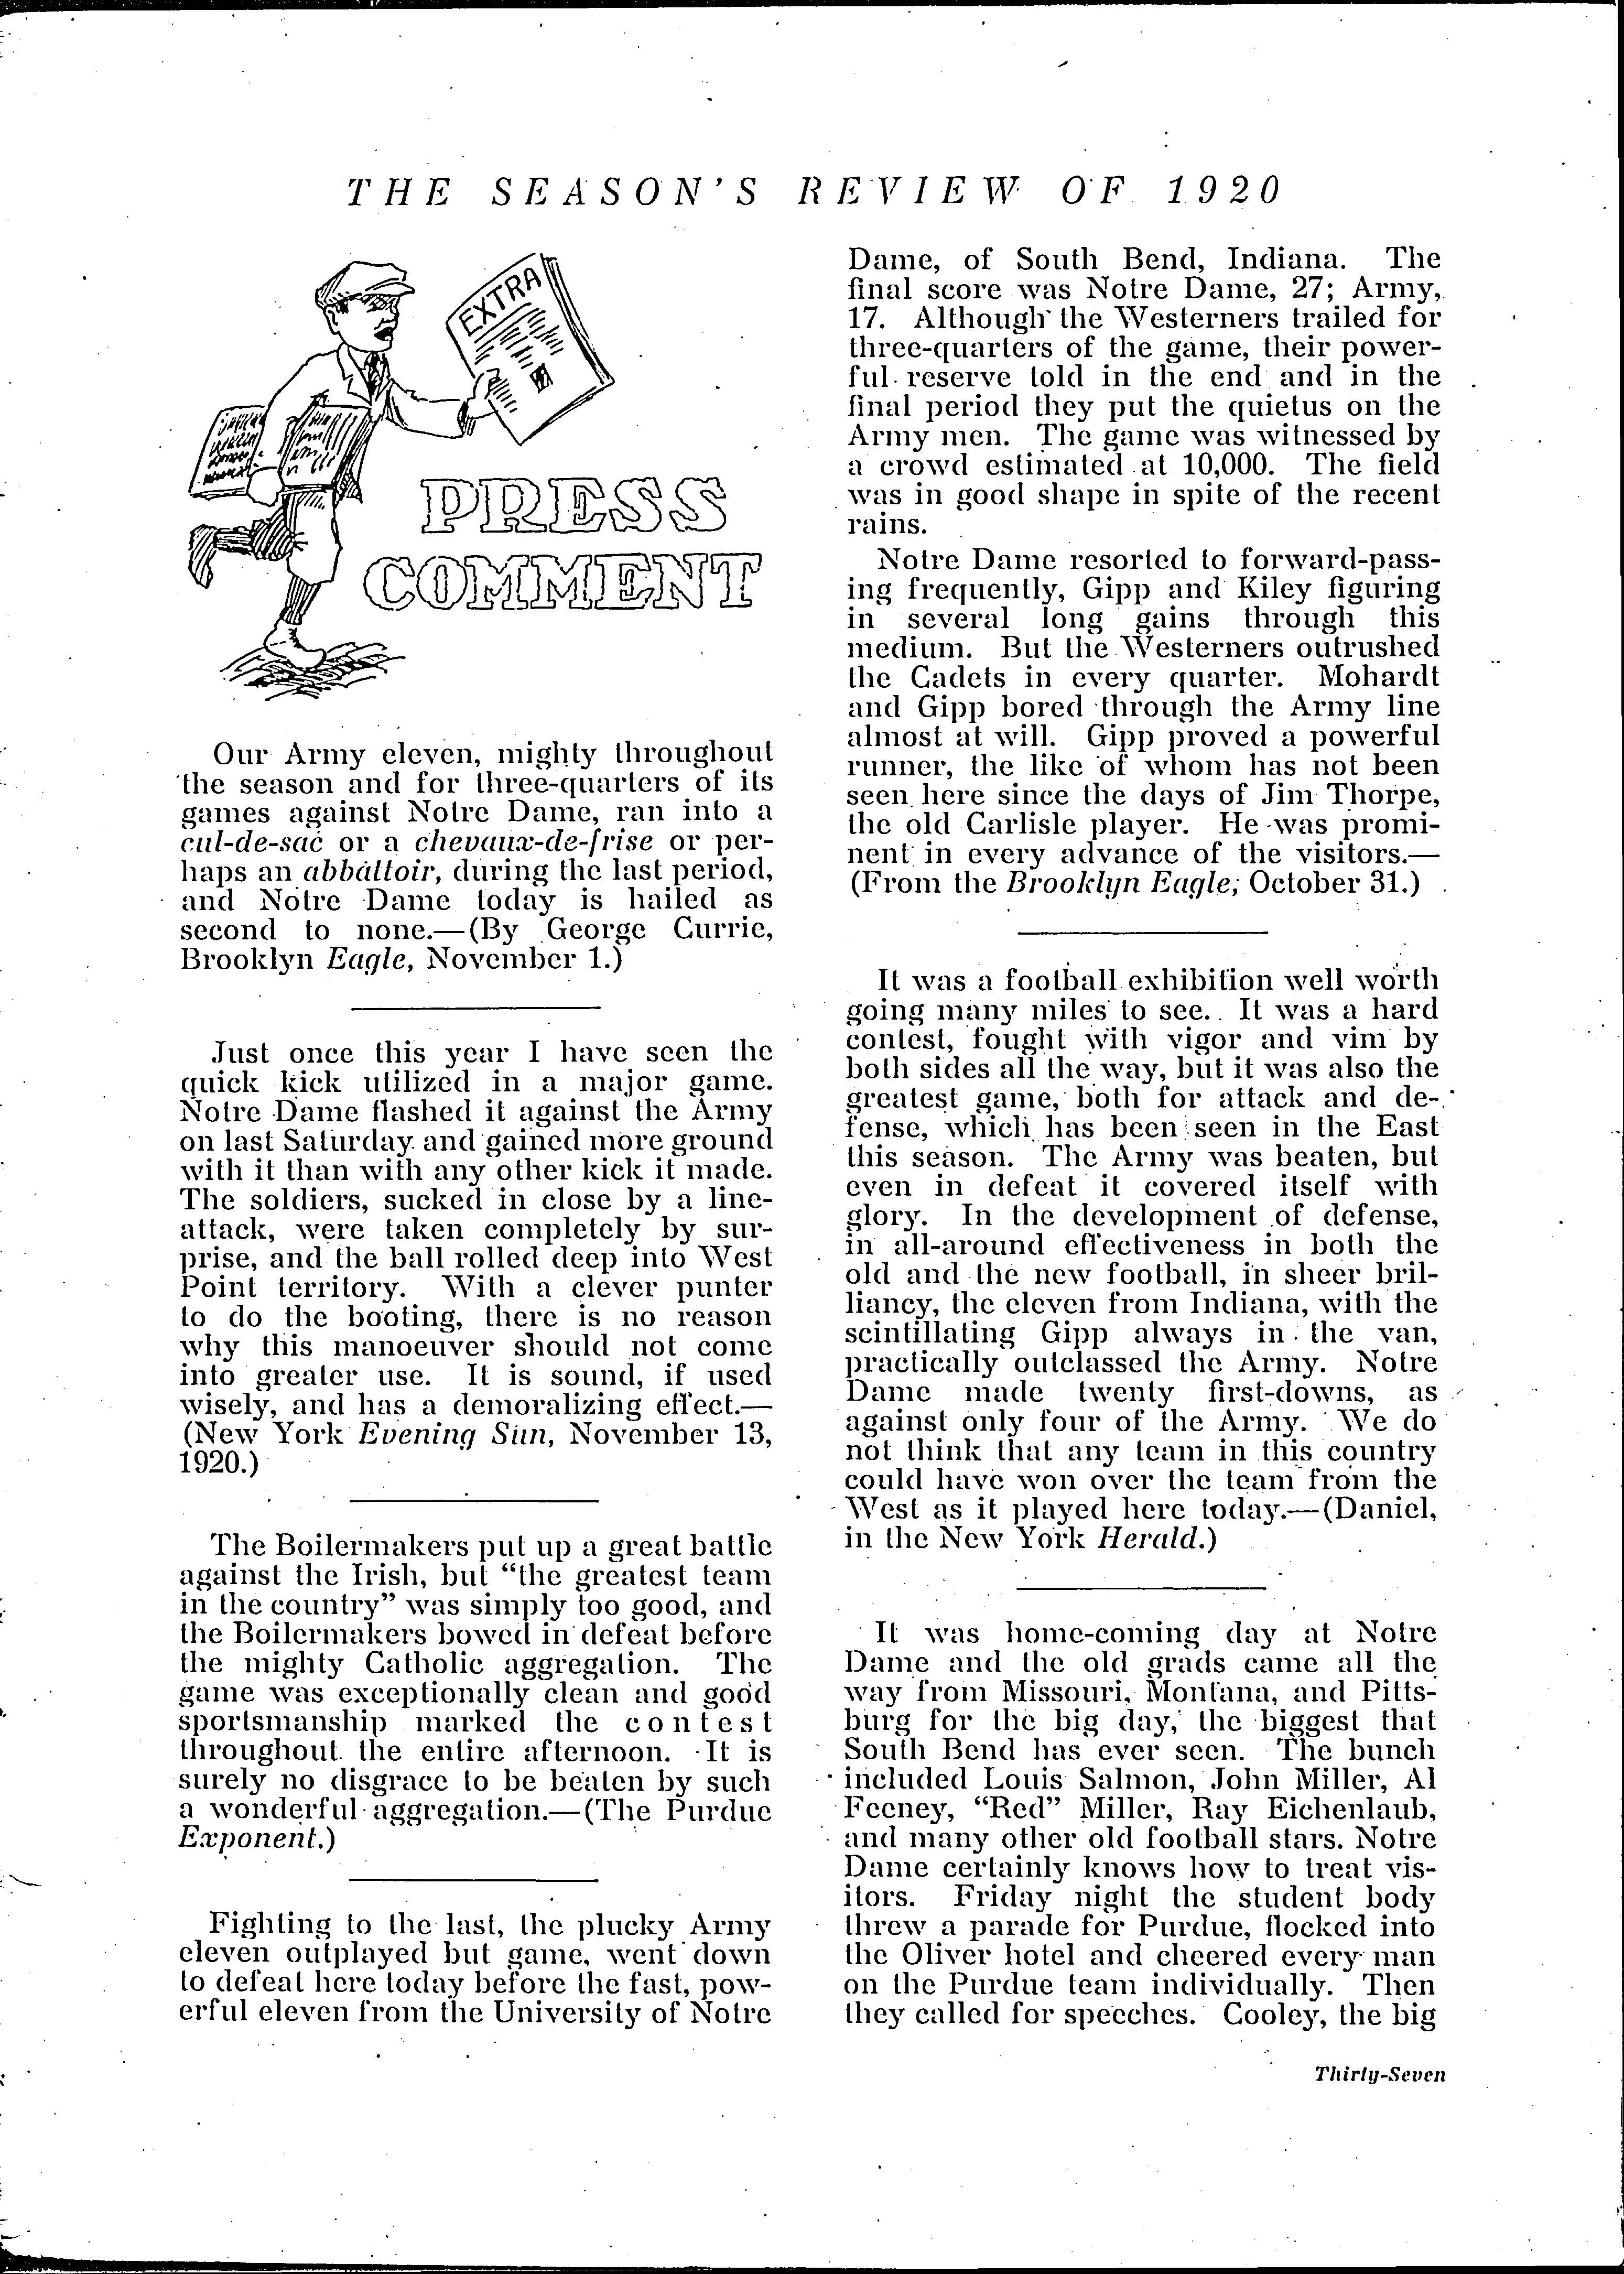 THE SEASON'S REVIEW OF 1920
EXTRA
PRESS
COMMENT
Our Army eleven, mighty throughout
the season and for three-quarters of its
games against Notre Dame, ran into a
cul-de-sac or a chevaux-de-frise or per-
haps an abbattoir, during the last period,
and Notre Dame today is hailed as
second to none.—(By George Currie,
Brooklyn Eagle, November 1.)
Just once this year I have seen the
quick kick utilized in a major game.
Notre Dame flashed it against the Army
on last Saturday and gained more ground
with it than with any other kick it made.
The soldiers, sucked in close by a line-
attack, were taken completely by sur-
prise, and the ball rolled deep into West
Point territory. With a clever punter
to do the booting, there is no reason
why this manoeuver should not come
into greater use. It is sound, if used
wisely, and has a demoralizing effect.—
(New York Evening Sun, November 13,
1920.)
The Boilermakers put up a great battle
against the Irish, but "the greatest team
in the country" was simply too good, and
the Boilermakers bowed in defeat before
the mighty Catholic aggregation. The
game was exceptionally clean and good
sportsmanship marked the contest
throughout the entire afternoon. It is
surely no disgrace to be beaten by such
a wonderful aggregation.—(The Purdue
Exponent.)
Fighting to the last, the plucky Army
eleven outplayed but game, went down
to defeat here today before the fast, pow-
erful eleven from the University of Notre
Dame, of South Bend, Indiana. The
final score was Notre Dame, 27; Army,
17. Although the Westerners trailed for
three-quarters of the game, their power-
ful reserve told in the end and in the
final period they put the quietus on the
Army men. The game was witnessed by
a crowd estimated at 10,000. The field
was in good shape in spite of the recent
rains.
Notre Dame resorted to forward-pass-
ing frequently, Gipp and Kiley figuring
in several long gains through this
medium. But the Westerners outrushed
the Cadets in every quarter. Mohardt
and Gipp bored through the Army line
almost at will. Gipp proved a powerful
runner, the like of whom has not been
seen here since the days of Jim Thorpe,
the old Carlisle player. He was promi-
nent in every advance of the visitors.—
(From the Brooklyn Eagle, October 31.)
It was a football exhibition well worth
going many miles to see. It was a hard
contest, fought with vigor and vim by
both sides all the way, but it was also the
greatest game, both for attack and de-
fense, which has been seen in the East
this season. The Army was beaten, but
even in defeat it covered itself with
glory. In the development of defense,
in all-around effectiveness in both the
old and the new football, in sheer bril-
liancy, the eleven from Indiana, with the
scintillating Gipp always in the van,
practically outclassed the Army. Notre
Dame made twenty first-downs, as
against only four of the Army. We do
not think that any team in this country
could have won over the team from the
West as it played here today.—(Daniel,
in the New York Herald.)
It was home-coming day at Notre
Dame and the old grads came all the
way from Missouri, Montana, and Pitts-
burg for the big day, the biggest that
South Bend has ever seen. The bunch
included Louis Salmon, John Miller, Al
Feeney, "Red" Miller, Ray Eichenlaub,
and many other old football stars. Notre
Dame certainly knows how to treat vis-
itors. Friday night the student body
threw a parade for Purdue, flocked into
the Oliver hotel and cheered every man
on the Purdue team individually. Then
they called for speeches. Cooley, the big
Thirty-Seven